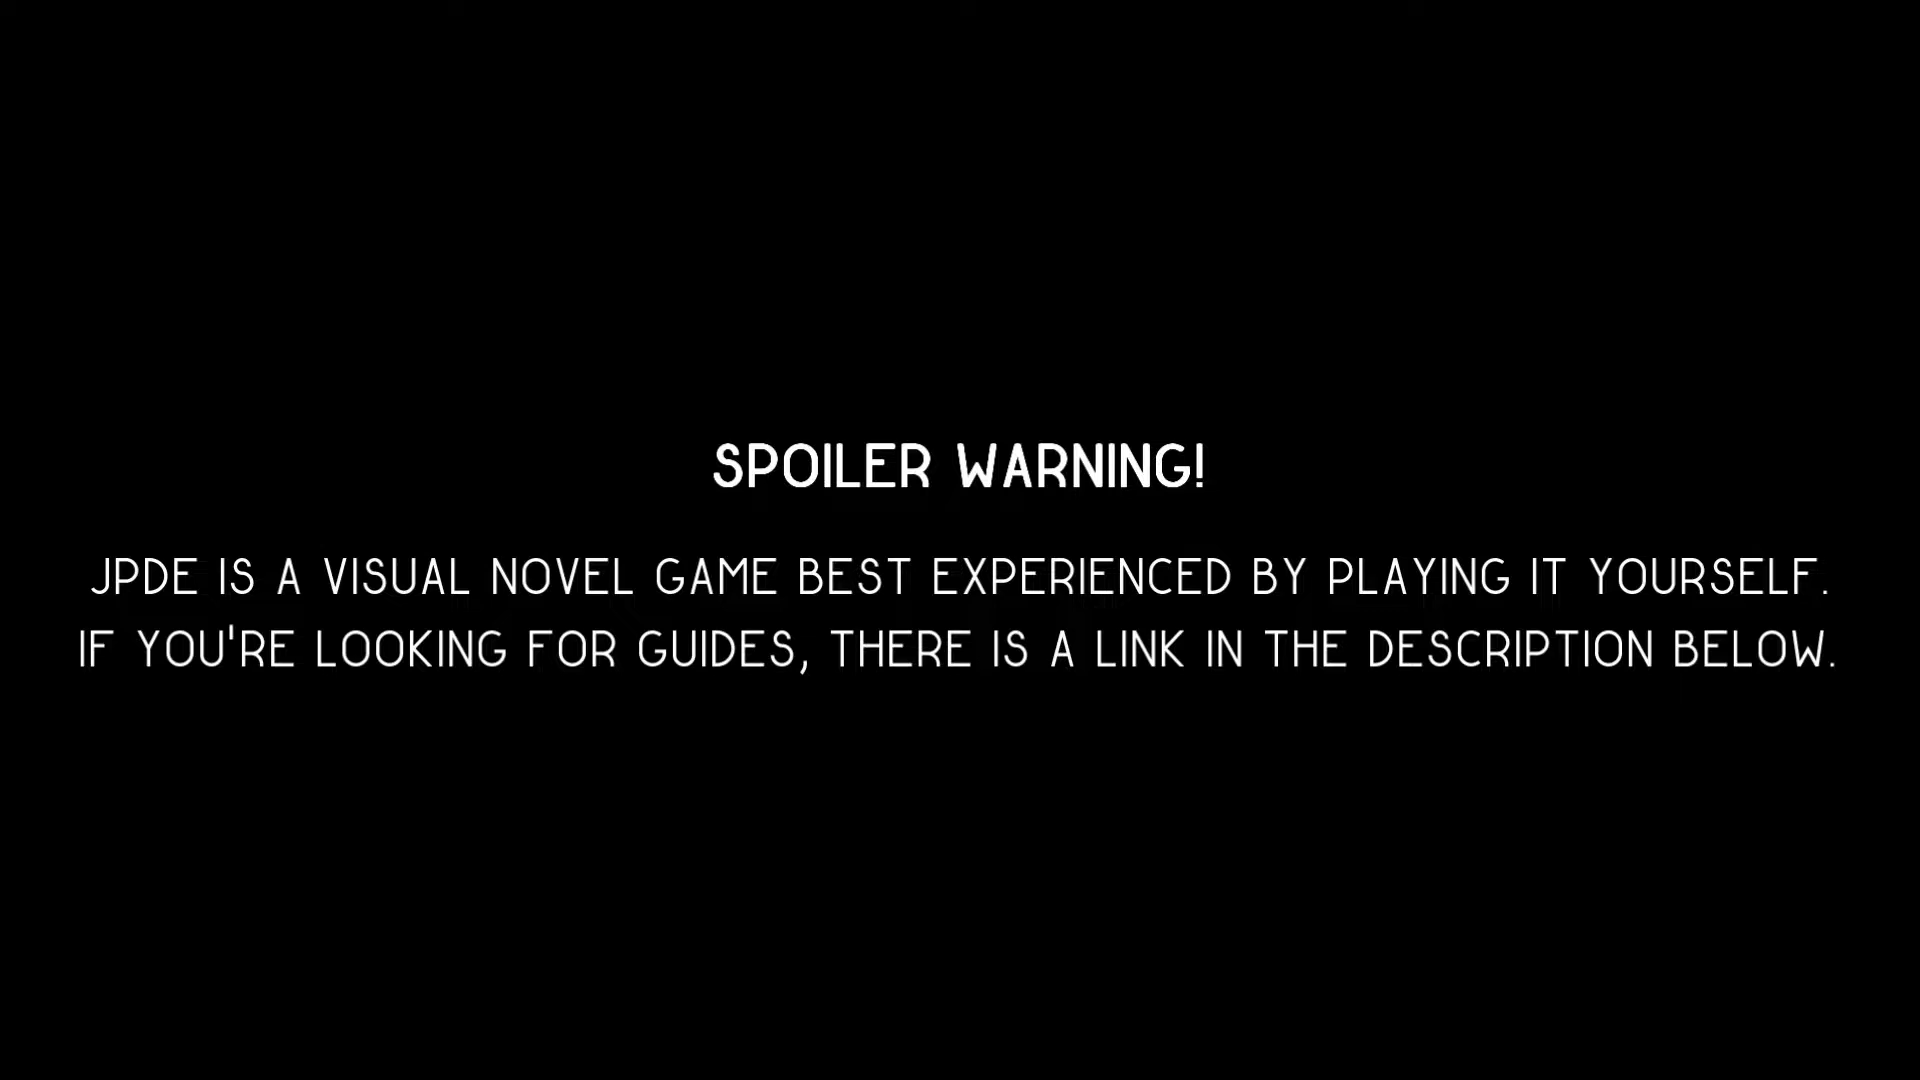 SPOILER WARNING!
JPDE IS A VISUAL NOVEL GAME BEST EXPERIENCED BY PLAYING IT YOURSELF.
IF YOU'RE LOOKING FOR GUIDES, THERE IS A LINK IN THE DESCRIPTION BELOW.